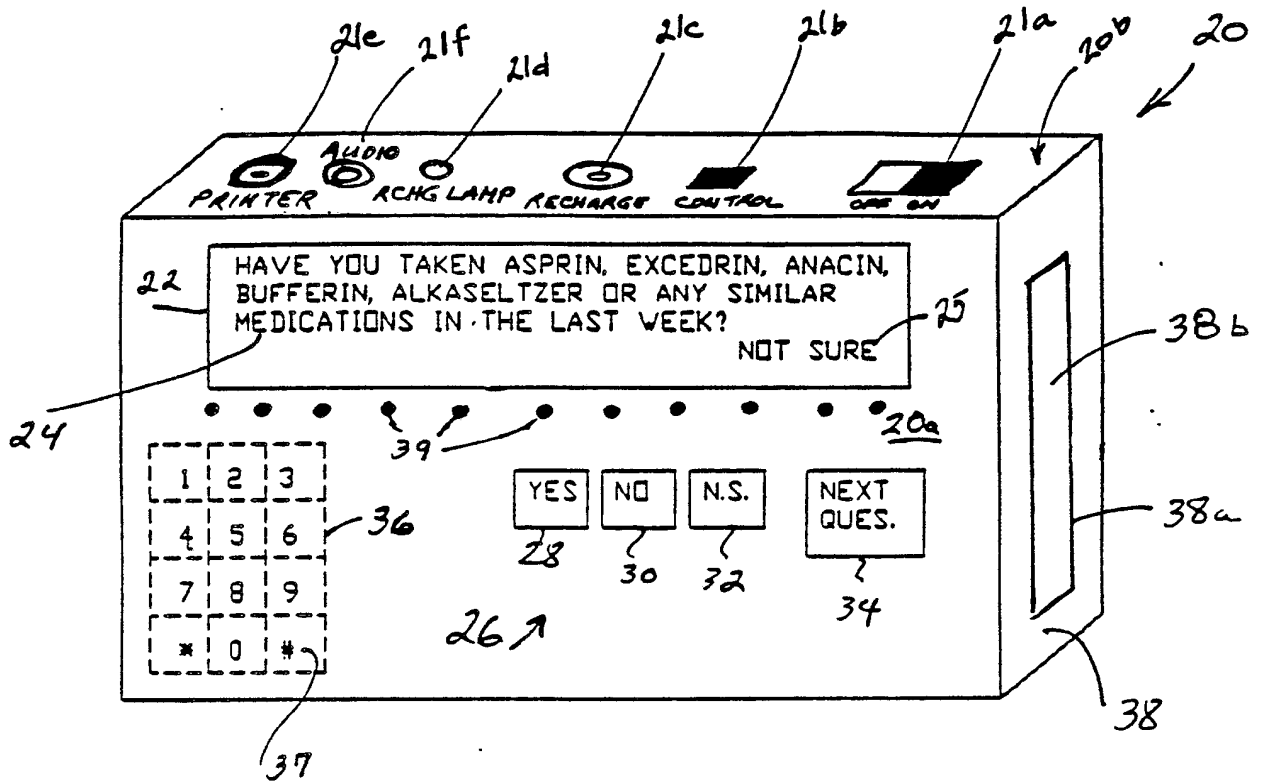 21e 21f 21d 21c 21b 21a 20b 20
AUDIO
PRINTER RCHG LAMP RECHARGE CONTROL OFF ON
22
HAVE YOU TAKEN ASPRIN, EXCEDRIN, ANACIN,
BUFFERIN, ALKASELTZER OR ANY SIMILAR
MEDICATIONS IN THE LAST WEEK?
NOT SURE
25
38b
24
39
20a
1 2 3
4 5 6
7 8 9
* 0 #
36
YES NO N.S. NEXT
QUES.
28 30 32 34
38a
26
38
37